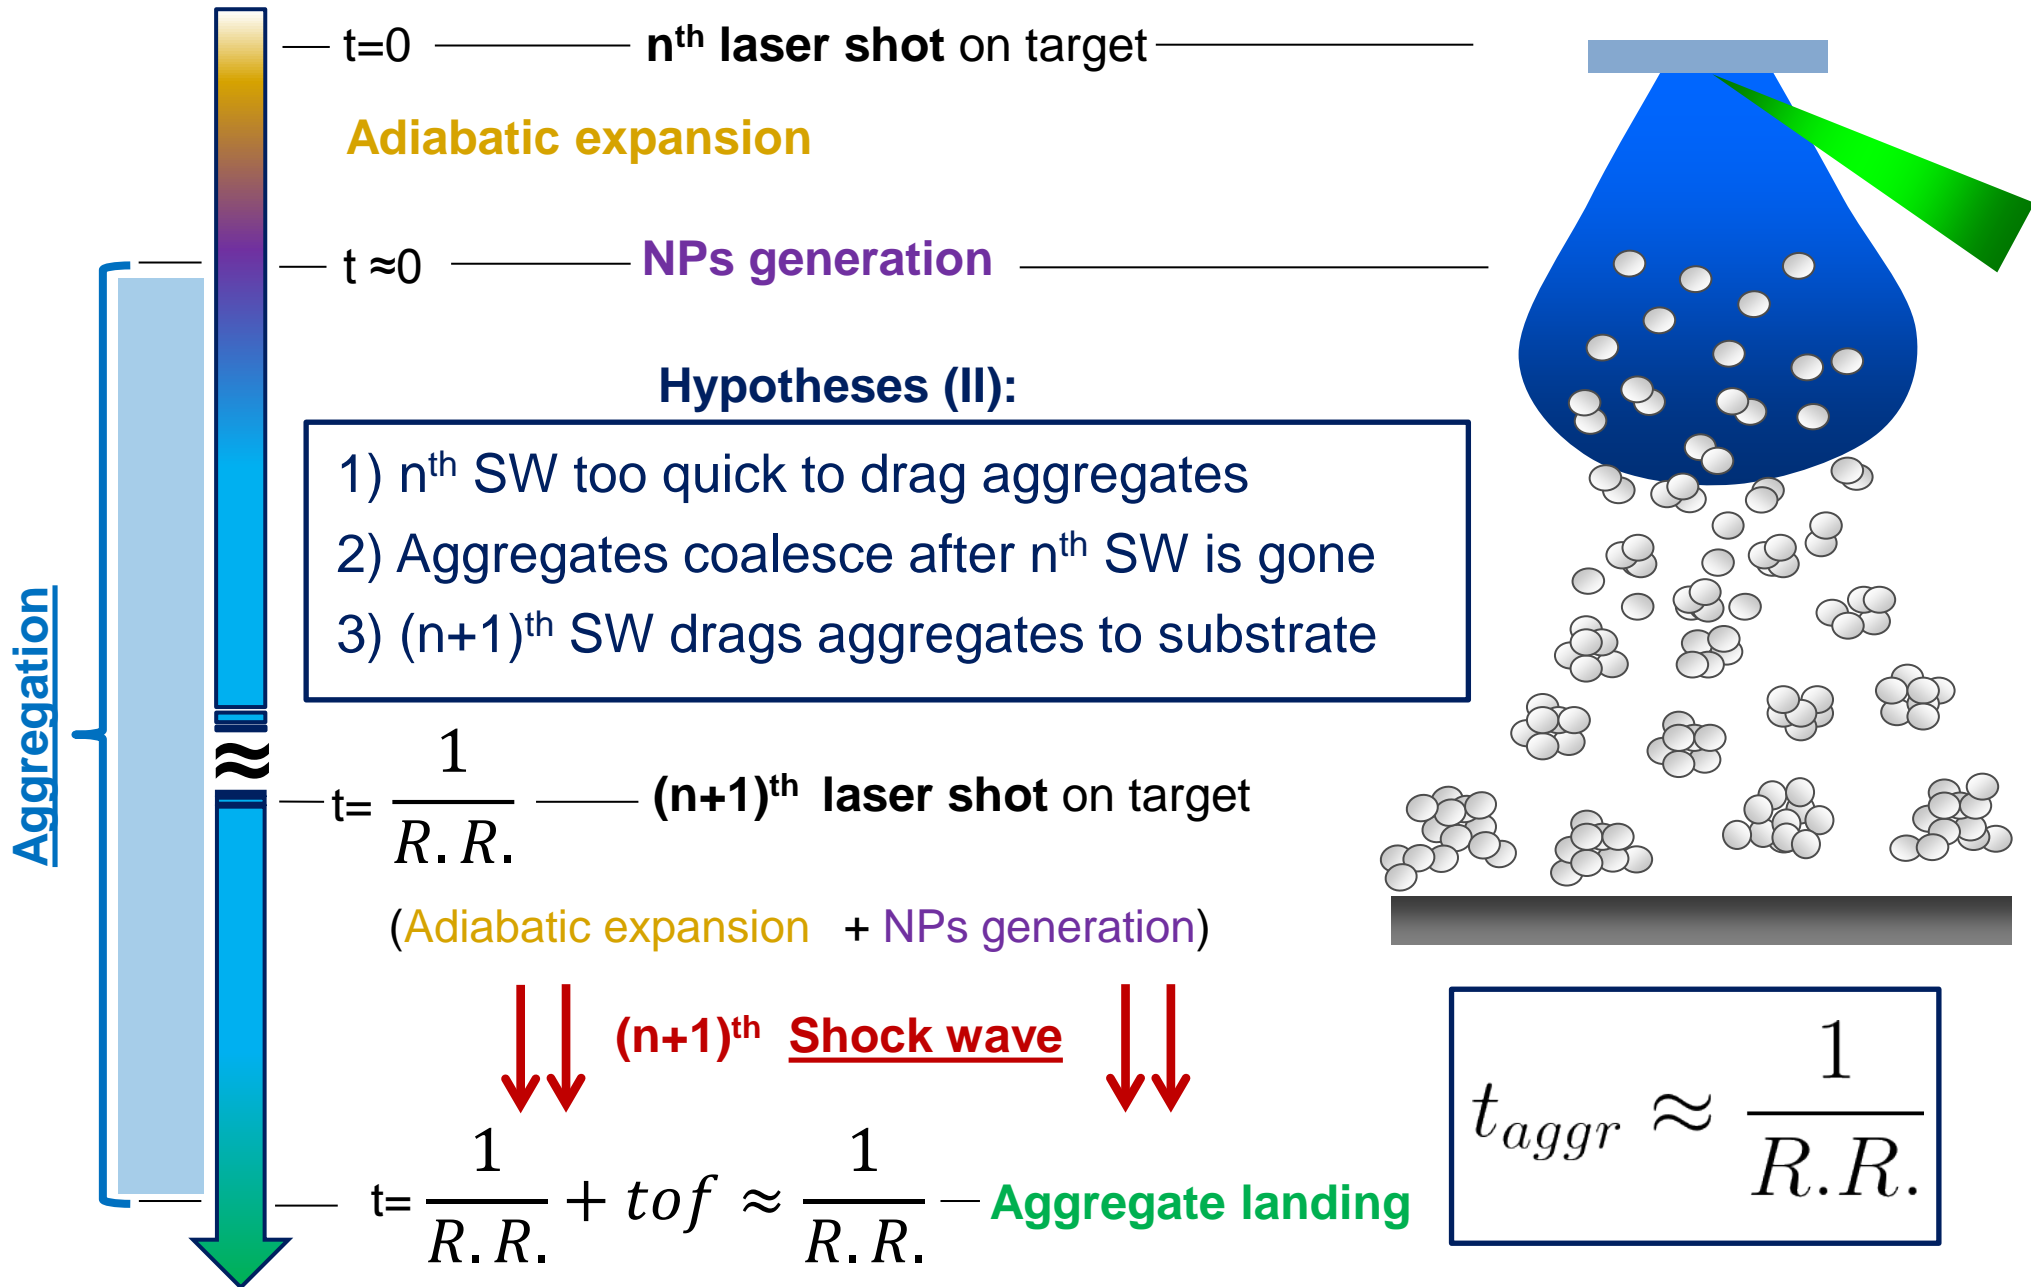 t=0 nth laser shot on target
Adiabatic expansion
t ≈0 NPs generation
Hypotheses (II):
1) nth SW too quick to drag aggregates
2) Aggregates coalesce after nth SW is gone
3) (n+1)th SW drags aggregates to substrate
Aggregation
≈
t= 1/R.R. (n+1)th laser shot on target
(Adiabatic expansion + NPs generation)
(n+1)th Shock wave
t= 1/R.R. + tof ≈ 1/R.R. Aggregate landing
t_aggr ≈ 1/R.R.